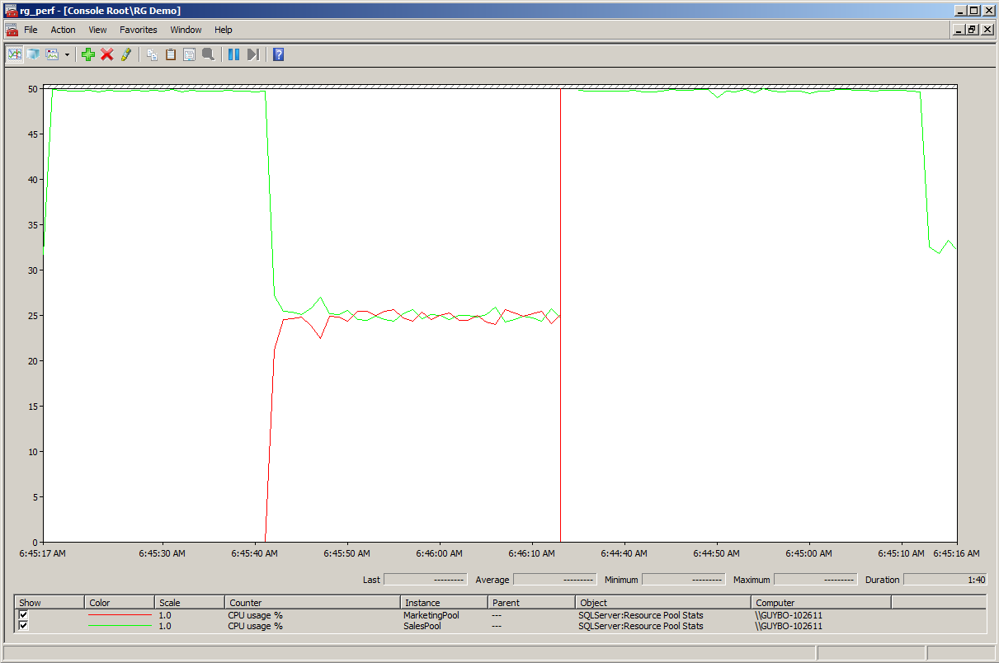 rg_perf - [Console Root\RG Demo]
File Action View Favorites Window Help
50
45
40
35
30
25
20
15
10
5
0
6:45:17 AM 6:45:30 AM 6:45:40 AM 6:45:50 AM 6:46:00 AM 6:46:10 AM 6:44:40 AM 6:44:50 AM 6:45:00 AM 6:45:10 AM 6:45:16 AM
Last --------- Average --------- Minimum --------- Maximum --------- Duration 1:40
Show Color Scale Counter Instance Parent Object Computer
1.0 CPU usage % MarketingPool --- SQLServer:Resource Pool Stats \\GUYBO-102611
1.0 CPU usage % SalesPool --- SQLServer:Resource Pool Stats \\GUYBO-102611